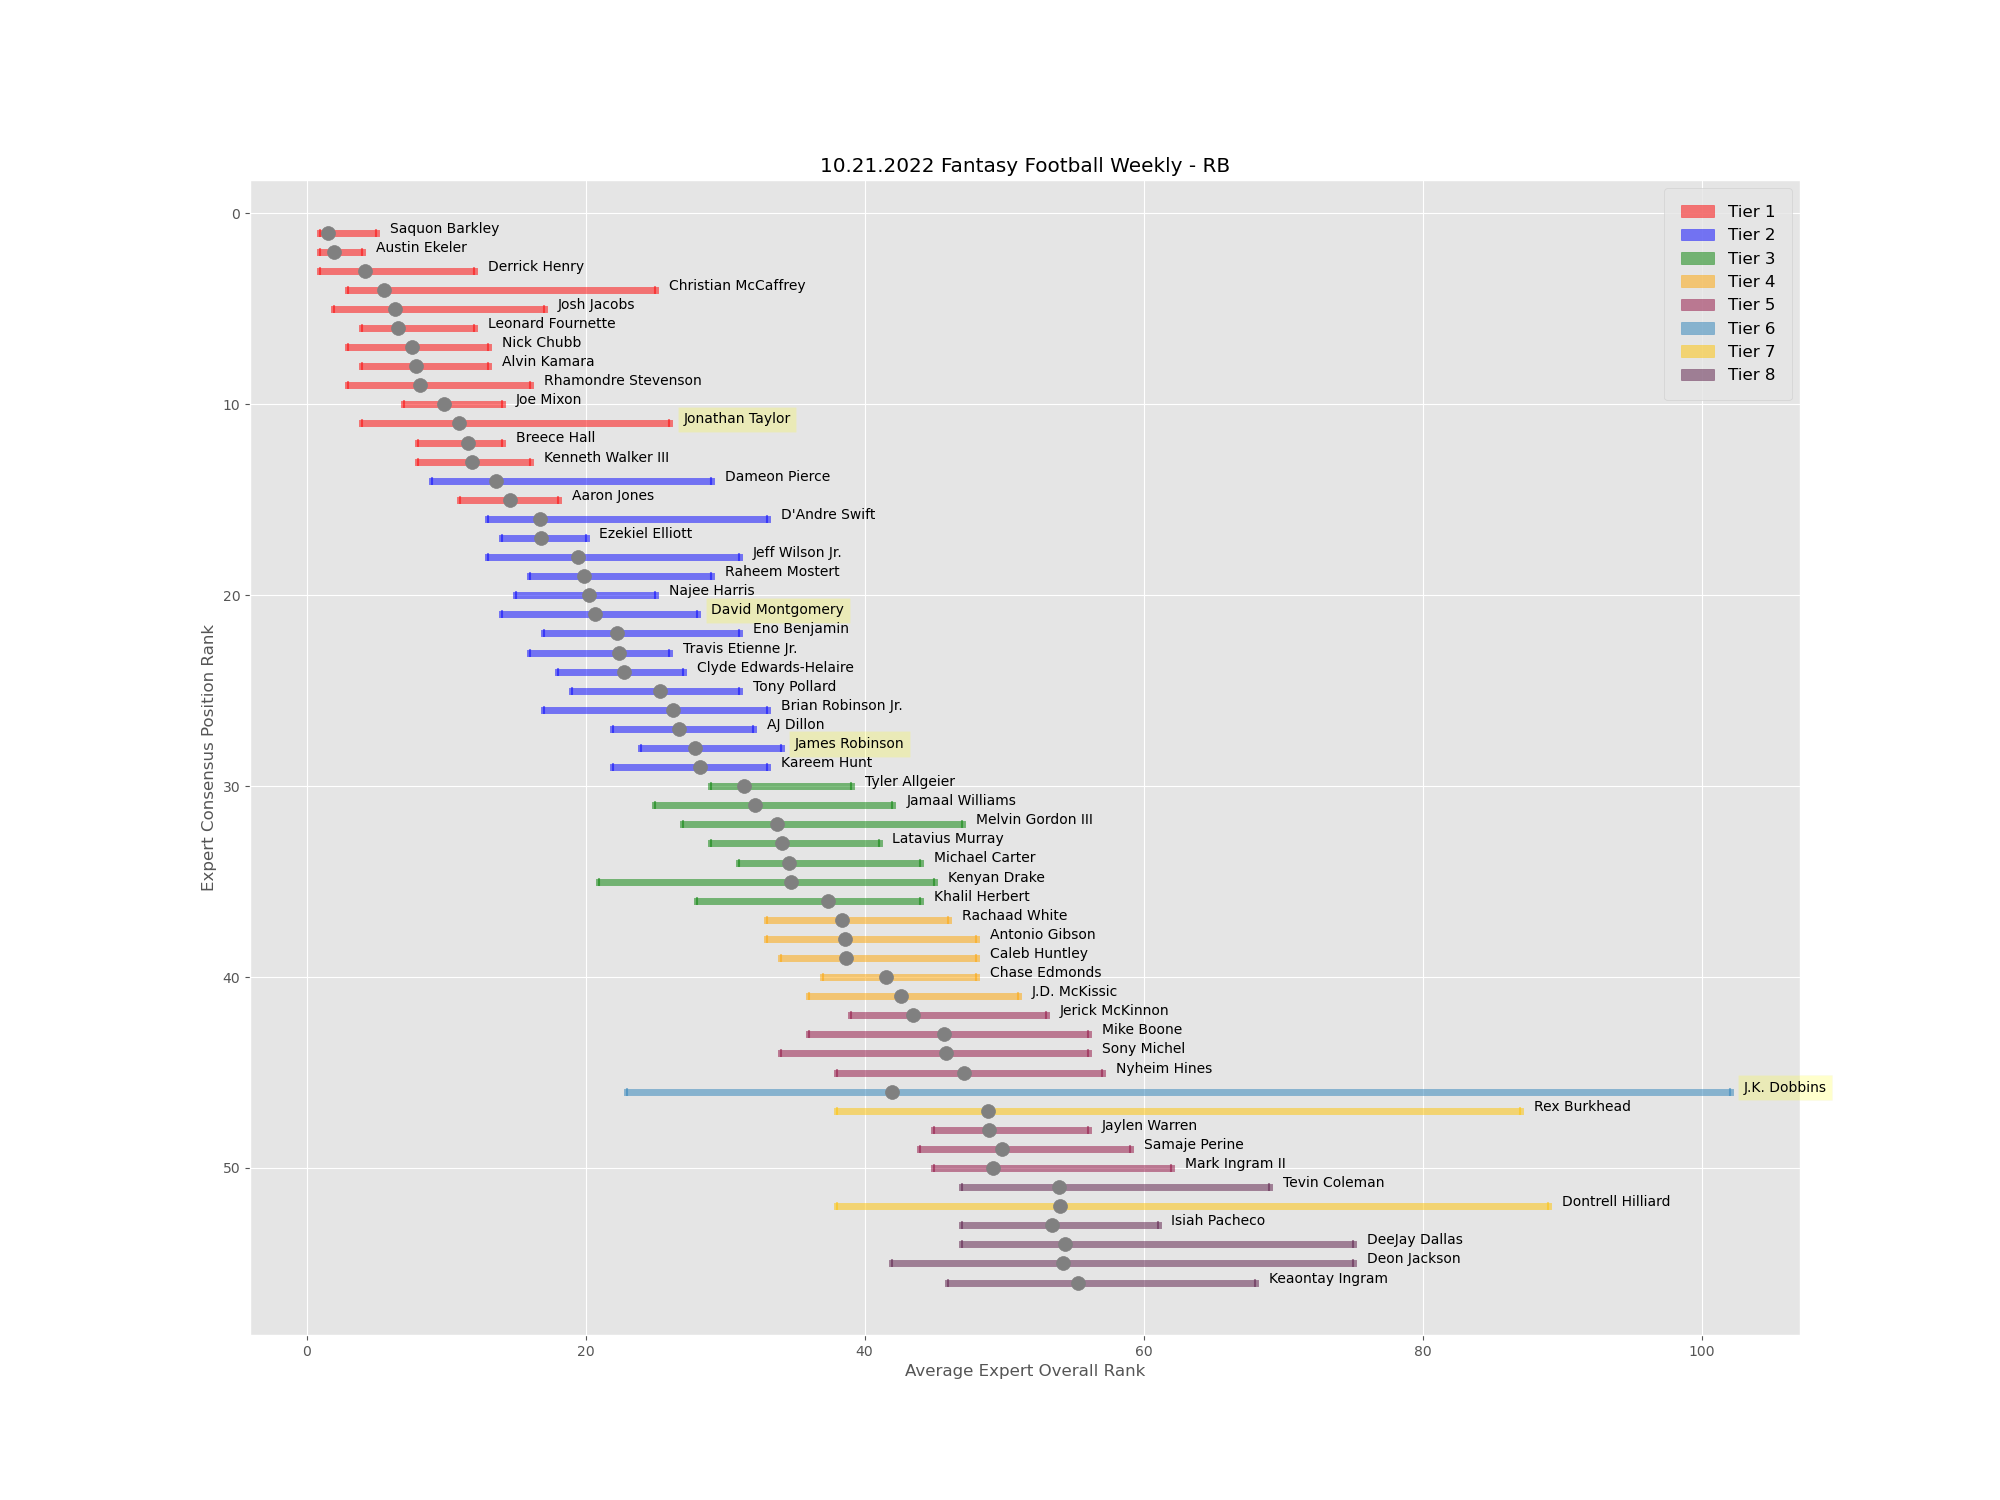 10.21.2022 Fantasy Football Weekly - RB
Tier 1
Tier 2
Tier 3
Tier 4
Tier 5
Tier 6
Tier 7
Tier 8
Saquon Barkley
Austin Ekeler
Derrick Henry
Christian McCaffrey
Josh Jacobs
Leonard Fournette
Nick Chubb
Alvin Kamara
Rhamondre Stevenson
Joe Mixon
Jonathan Taylor
Breece Hall
Kenneth Walker III
Dameon Pierce
Aaron Jones
D'Andre Swift
Ezekiel Elliott
Jeff Wilson Jr.
Raheem Mostert
Najee Harris
David Montgomery
Eno Benjamin
Travis Etienne Jr.
Clyde Edwards-Helaire
Tony Pollard
Brian Robinson Jr.
AJ Dillon
James Robinson
Kareem Hunt
Tyler Allgeier
Jamaal Williams
Melvin Gordon III
Latavius Murray
Michael Carter
Kenyan Drake
Khalil Herbert
Rachaad White
Antonio Gibson
Caleb Huntley
Chase Edmonds
J.D. McKissic
Jerick McKinnon
Mike Boone
Sony Michel
Nyheim Hines
J.K. Dobbins
Rex Burkhead
Jaylen Warren
Samaje Perine
Mark Ingram II
Tevin Coleman
Dontrell Hilliard
Isiah Pacheco
DeeJay Dallas
Deon Jackson
Keaontay Ingram
0
10
20
30
40
50
Expert Consensus Position Rank
0
20
40
60
80
100
Average Expert Overall Rank